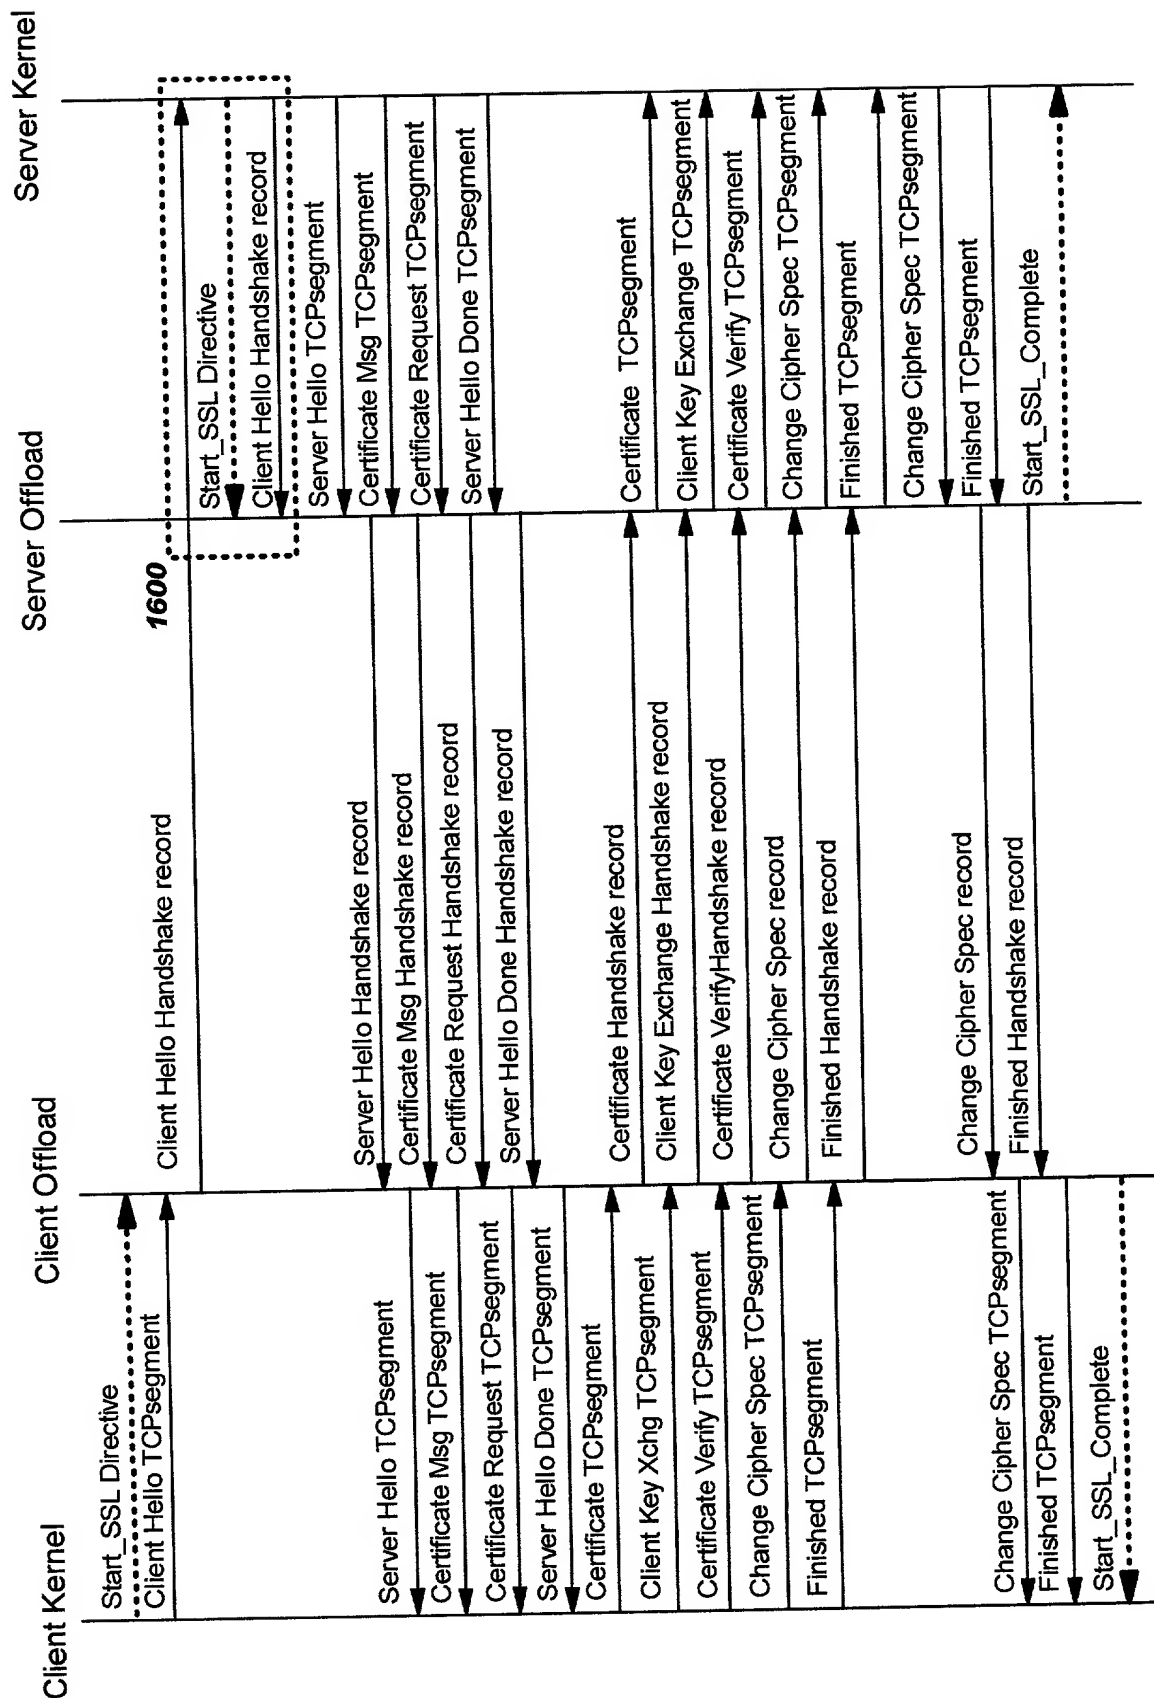 Client Kernel
Client Offload
Server Offload
Server Kernel
Start_SSL Directive
Client Hello TCPsegment
Client Hello Handshake record
1600
Start_SSL Directive
Client Hello Handshake record
Server Hello TCPsegment
Certificate Msg TCPsegment
Certificate Request TCPsegment
Server Hello Done TCPsegment
Server Hello Handshake record
Certificate Msg Handshake record
Certificate Request Handshake record
Server Hello Done Handshake record
Server Hello TCPsegment
Certificate Msg TCPsegment
Certificate Request TCPsegment
Server Hello Done TCPsegment
Certificate TCPsegment
Client Key Xchg TCPsegment
Certificate Verify TCPsegment
Change Cipher Spec TCPsegment
Finished TCPsegment
Certificate Handshake record
Client Key Exchange Handshake record
Certificate VerifyHandshake record
Change Cipher Spec record
Finished Handshake record
Certificate TCPsegment
Client Key Exchange TCPsegment
Certificate Verify TCPsegment
Change Cipher Spec TCPsegment
Finished TCPsegment
Change Cipher Spec TCPsegment
Finished TCPsegment
Start_SSL_Complete
Change Cipher Spec record
Finished Handshake record
Change Cipher Spec TCPsegment
Finished TCPsegment
Start_SSL_Complete